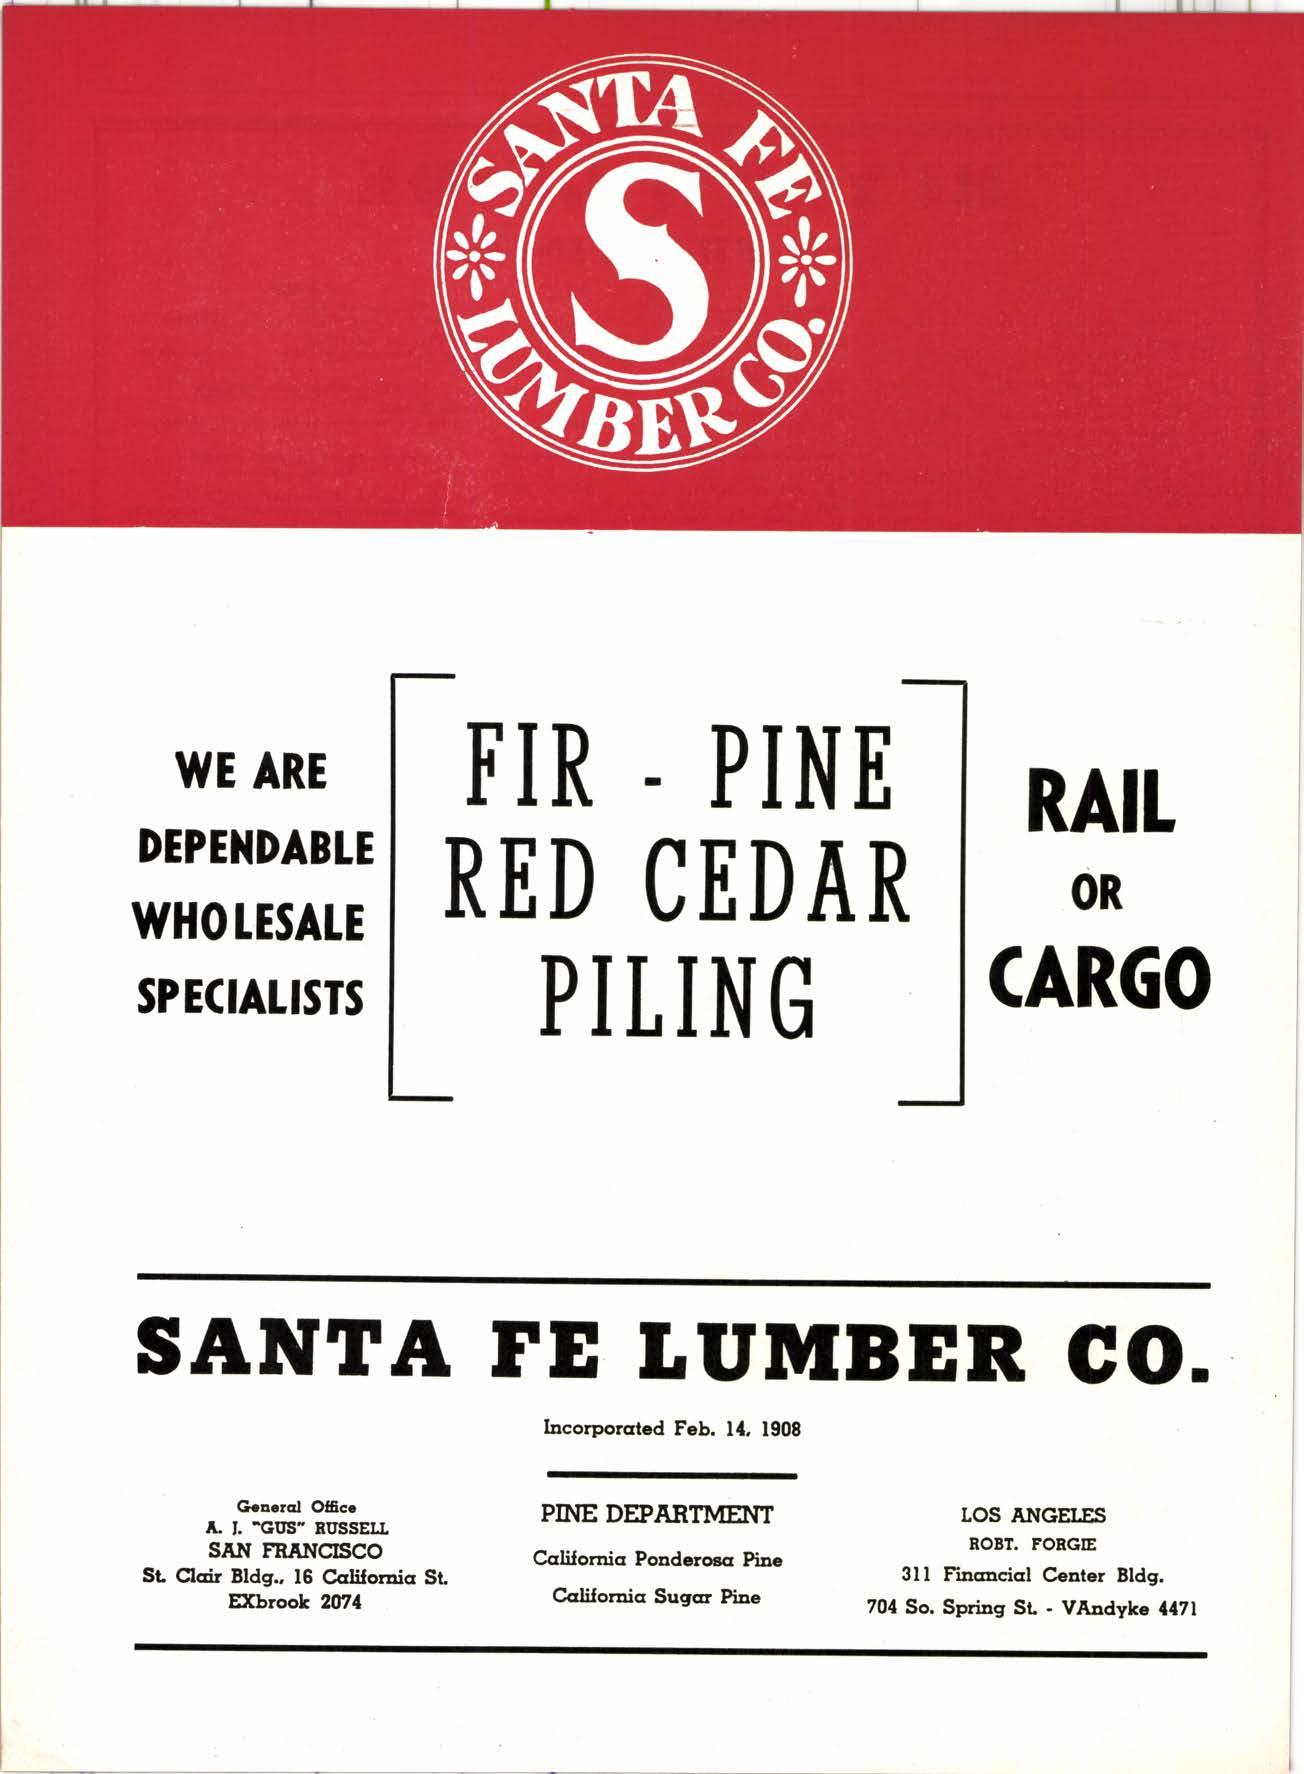 SANTA FE
S
LUMBER CO.
WE ARE
DEPENDABLE
WHOLESALE
SPECIALISTS
FIR - PINE
RED CEDAR
PILING
RAIL
OR
CARGO
SANTA FE LUMBER CO.
Incorporated Feb. 14, 1908
General Office
A. J. "GUS" RUSSELL
SAN FRANCISCO
St. Clair Bldg., 16 California St.
EXbrook 2074
PINE DEPARTMENT
California Ponderosa Pine
California Sugar Pine
LOS ANGELES
ROBT. FORGIE
311 Financial Center Bldg.
704 So. Spring St. - VAndyke 4471